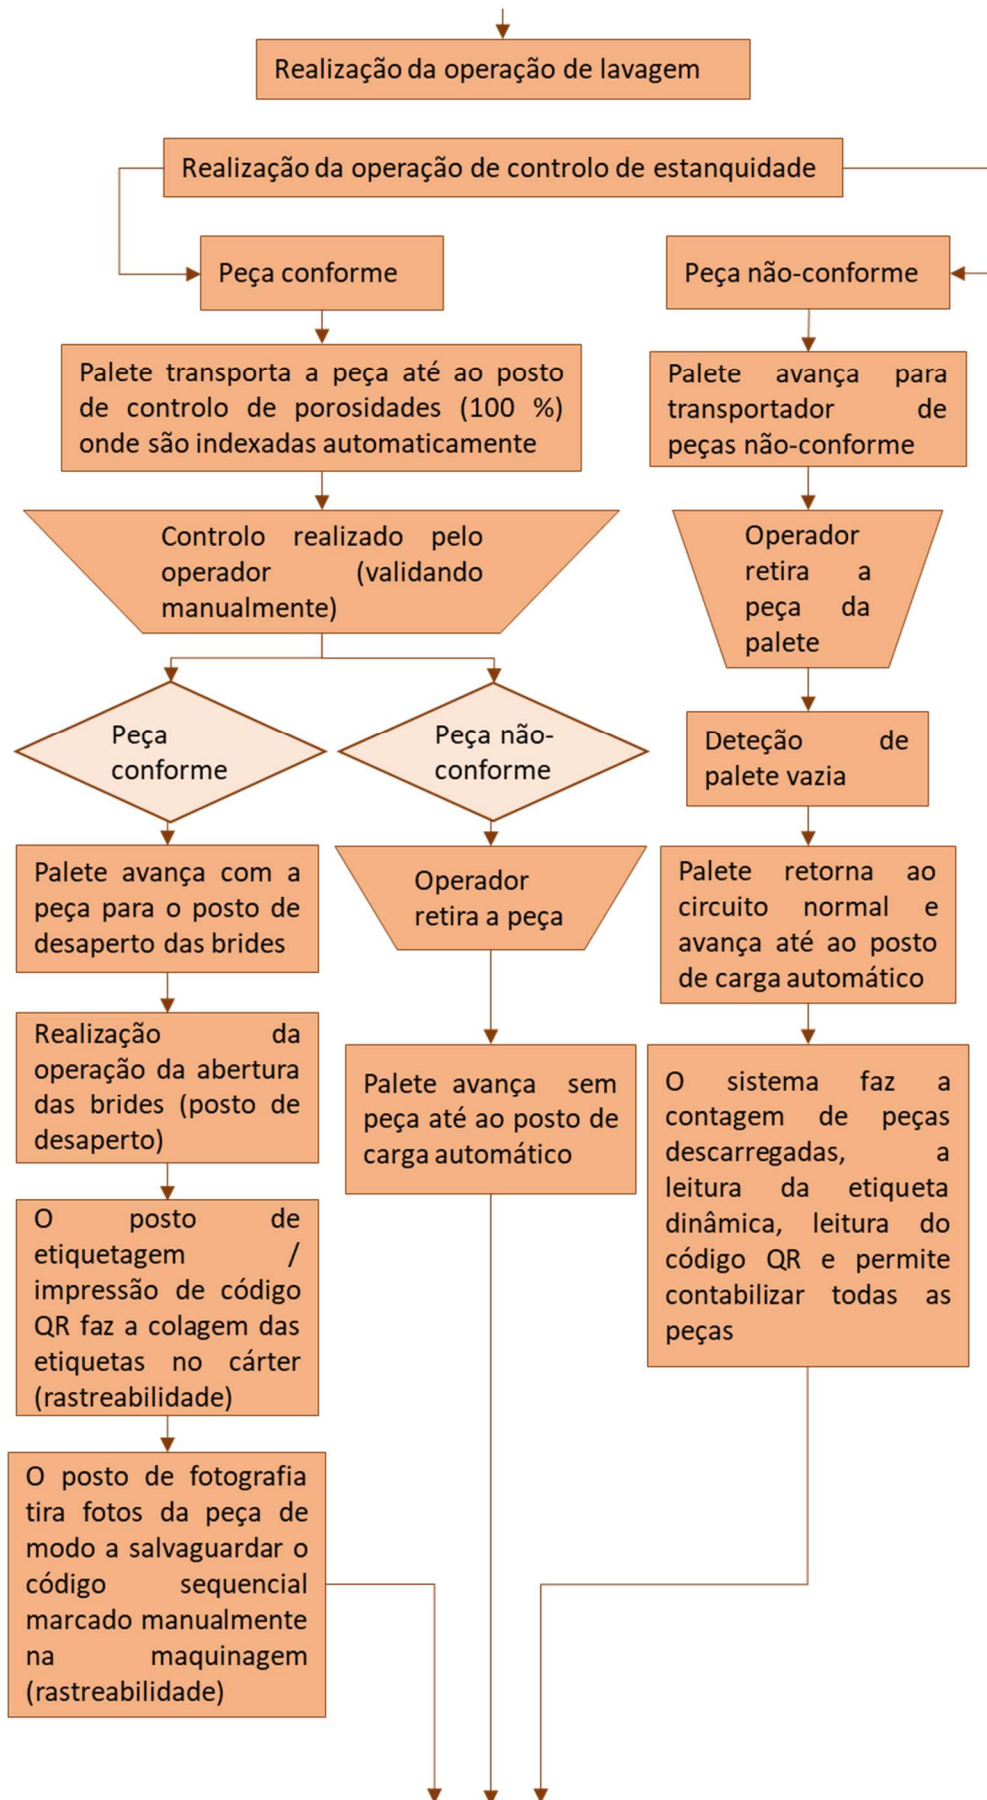 Realização da operação de lavagem
Realização da operação de controlo de estanquidade
Peça conforme
Peça não-conforme
Palete transporta a peça até ao posto
de controlo de porosidades (100 %)
onde são indexadas automaticamente
Palete avança para
transportador de
peças não-conforme
Controlo realizado pelo
operador (validando
manualmente)
Operador
retira a
peça da
palete
Peça
conforme
Peça não-
conforme
Deteção de
palete vazia
Palete avança com a
peça para o posto de
desaperto das brides
Operador
retira a peça
Palete retorna ao
circuito normal e
avança até ao posto
de carga automático
Realização da
operação da abertura
das brides (posto de
desaperto)
Palete avança sem
peça até ao posto de
carga automático
O sistema faz a
contagem de peças
descarregadas, a
leitura da etiqueta
dinâmica, leitura do
código QR e permite
contabilizar todas as
peças
O posto de
etiquetagem /
impressão de código
QR faz a colagem das
etiquetas no cárter
(rastreabilidade)
O posto de fotografia
tira fotos da peça de
modo a salvaguardar o
código sequencial
marcado manualmente
na maquinagem
(rastreabilidade)